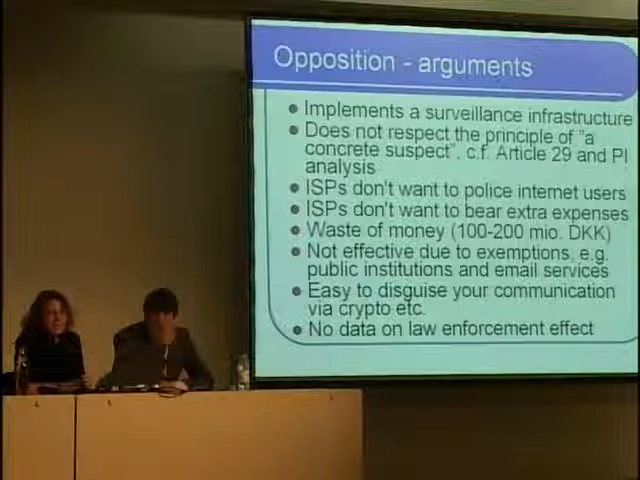 Opposition - arguments
Implements a surveillance infrastructure
Does not respect the principle of "a
concrete suspect", c.f. Article 29 and PI
analysis
ISPs don't want to police internet users
ISPs don't want to bear extra expenses
Waste of money (100-200 mio. DKK)
Not effective due to exemptions, e.g.
public institutions and email services
Easy to disguise your communication
via crypto etc.
No data on law enforcement effect